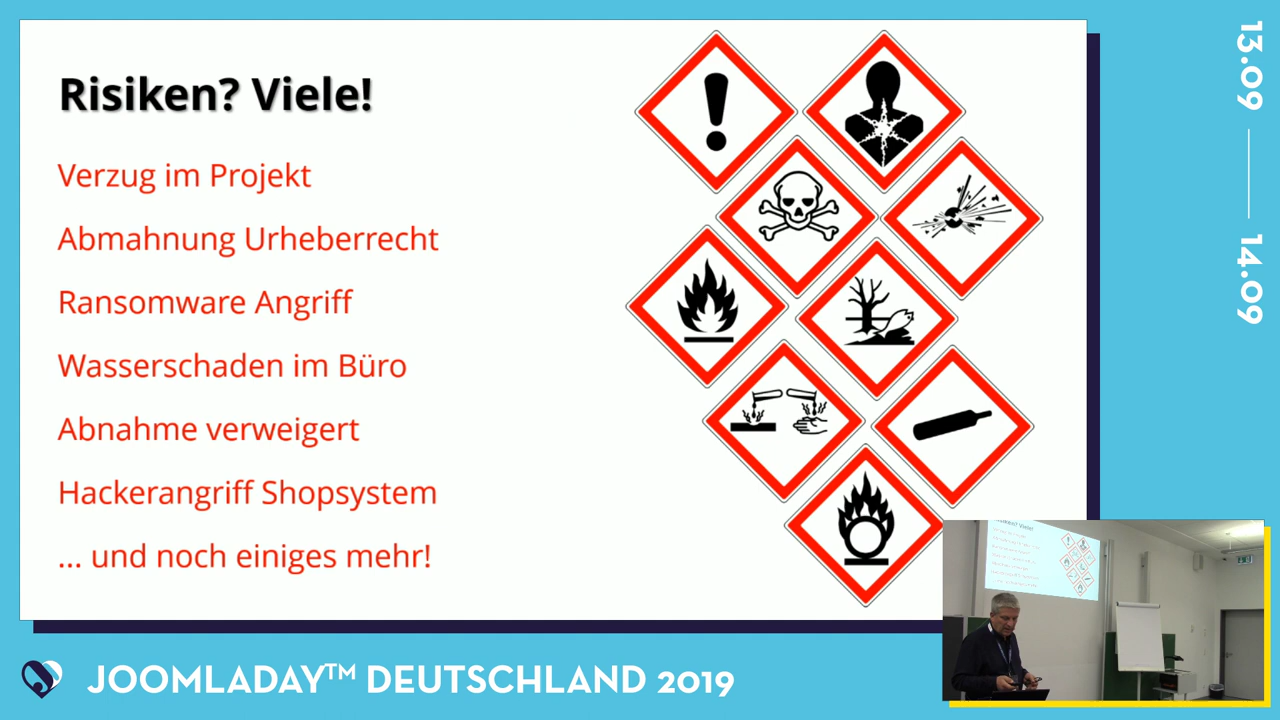 Risiken? Viele!
Verzug im Projekt
Abmahnung Urheberrecht
Ransomware Angriff
Wasserschaden im Büro
Abnahme verweigert
Hackerangriff Shopsystem
... und noch einiges mehr!
13.09
14.09
JOOMLADAY™ DEUTSCHLAND 2019